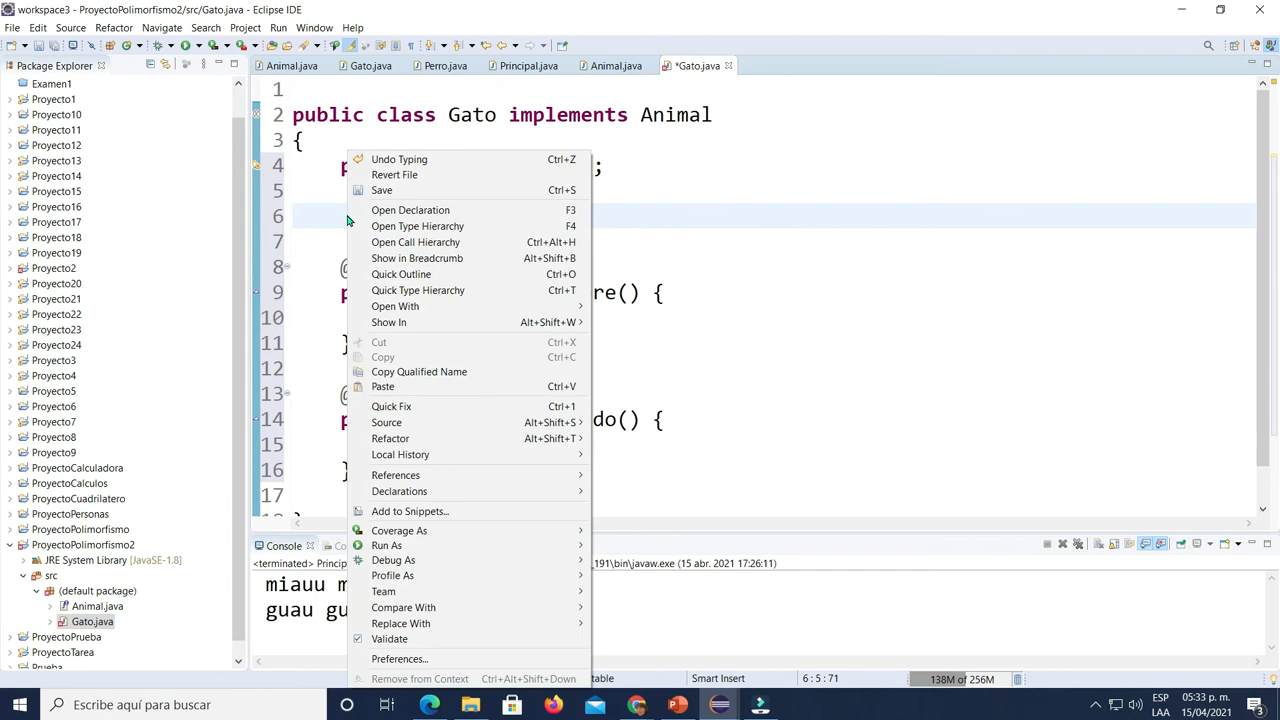 workspace3 - ProyectoPolimorfismo2/src/Gato.java - Eclipse IDE
File Edit Source Refactor Navigate Search Project Run Window Help
Package Explorer
Animal.java Gato.java Perro.java Principal.java Animal.java *Gato.java
Examen1
Proyecto1
Proyecto10
Proyecto11
Proyecto12
Proyecto13
Proyecto14
Proyecto15
Proyecto16
Proyecto17
Proyecto18
Proyecto19
Proyecto2
Proyecto20
Proyecto21
Proyecto22
Proyecto23
Proyecto24
Proyecto3
Proyecto4
Proyecto5
Proyecto6
Proyecto7
Proyecto8
Proyecto9
ProyectoCalculadora
ProyectoCalculos
ProyectoCuadrilatero
ProyectoPersonas
ProyectoPolimorfismo
ProyectoPolimorfismo2
JRE System Library [JavaSE-1.8]
src
(default package)
Animal.java
Gato.java
ProyectoPrueba
ProyectoTarea
Prueba
1
2 public class Gato implements Animal
3 {
4 ;
5
6
7
8
9 re() {
10
11 }
12
13
14 do() {
15
16 }
17
Undo Typing Ctrl+Z
Revert File
Save Ctrl+S
Open Declaration F3
Open Type Hierarchy F4
Open Call Hierarchy Ctrl+Alt+H
Show in Breadcrumb Alt+Shift+B
Quick Outline Ctrl+O
Quick Type Hierarchy Ctrl+T
Open With
Show In Alt+Shift+W
Cut Ctrl+X
Copy Ctrl+C
Copy Qualified Name
Paste Ctrl+V
Quick Fix Ctrl+1
Source Alt+Shift+S
Refactor Alt+Shift+T
Local History
References
Declarations
Add to Snippets...
Coverage As
Run As
Debug As
Profile As
Team
Compare With
Replace With
Validate
Preferences...
Remove from Context Ctrl+Alt+Shift+Down
Console Co
<terminated> Princip _191\bin\javaw.exe (15 abr. 2021 17:26:11)
miauu m
guau gu
table Smart Insert 6 : 5 : 71 138M of 256M
Escribe aquí para buscar
ESP
LAA
05:33 p. m.
15/04/2021
3